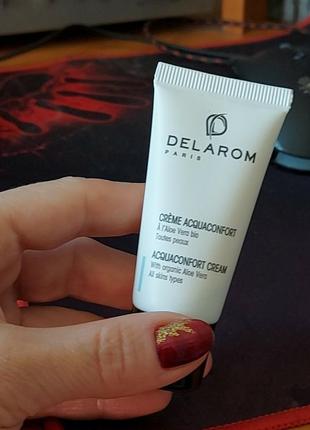 DELAROM
PARIS
CRÈME ACQUACONFORT
À l'Aloe Vera bio
Toutes peaux
ACQUACONFORT CREAM
With organic Aloe Vera
All skins types